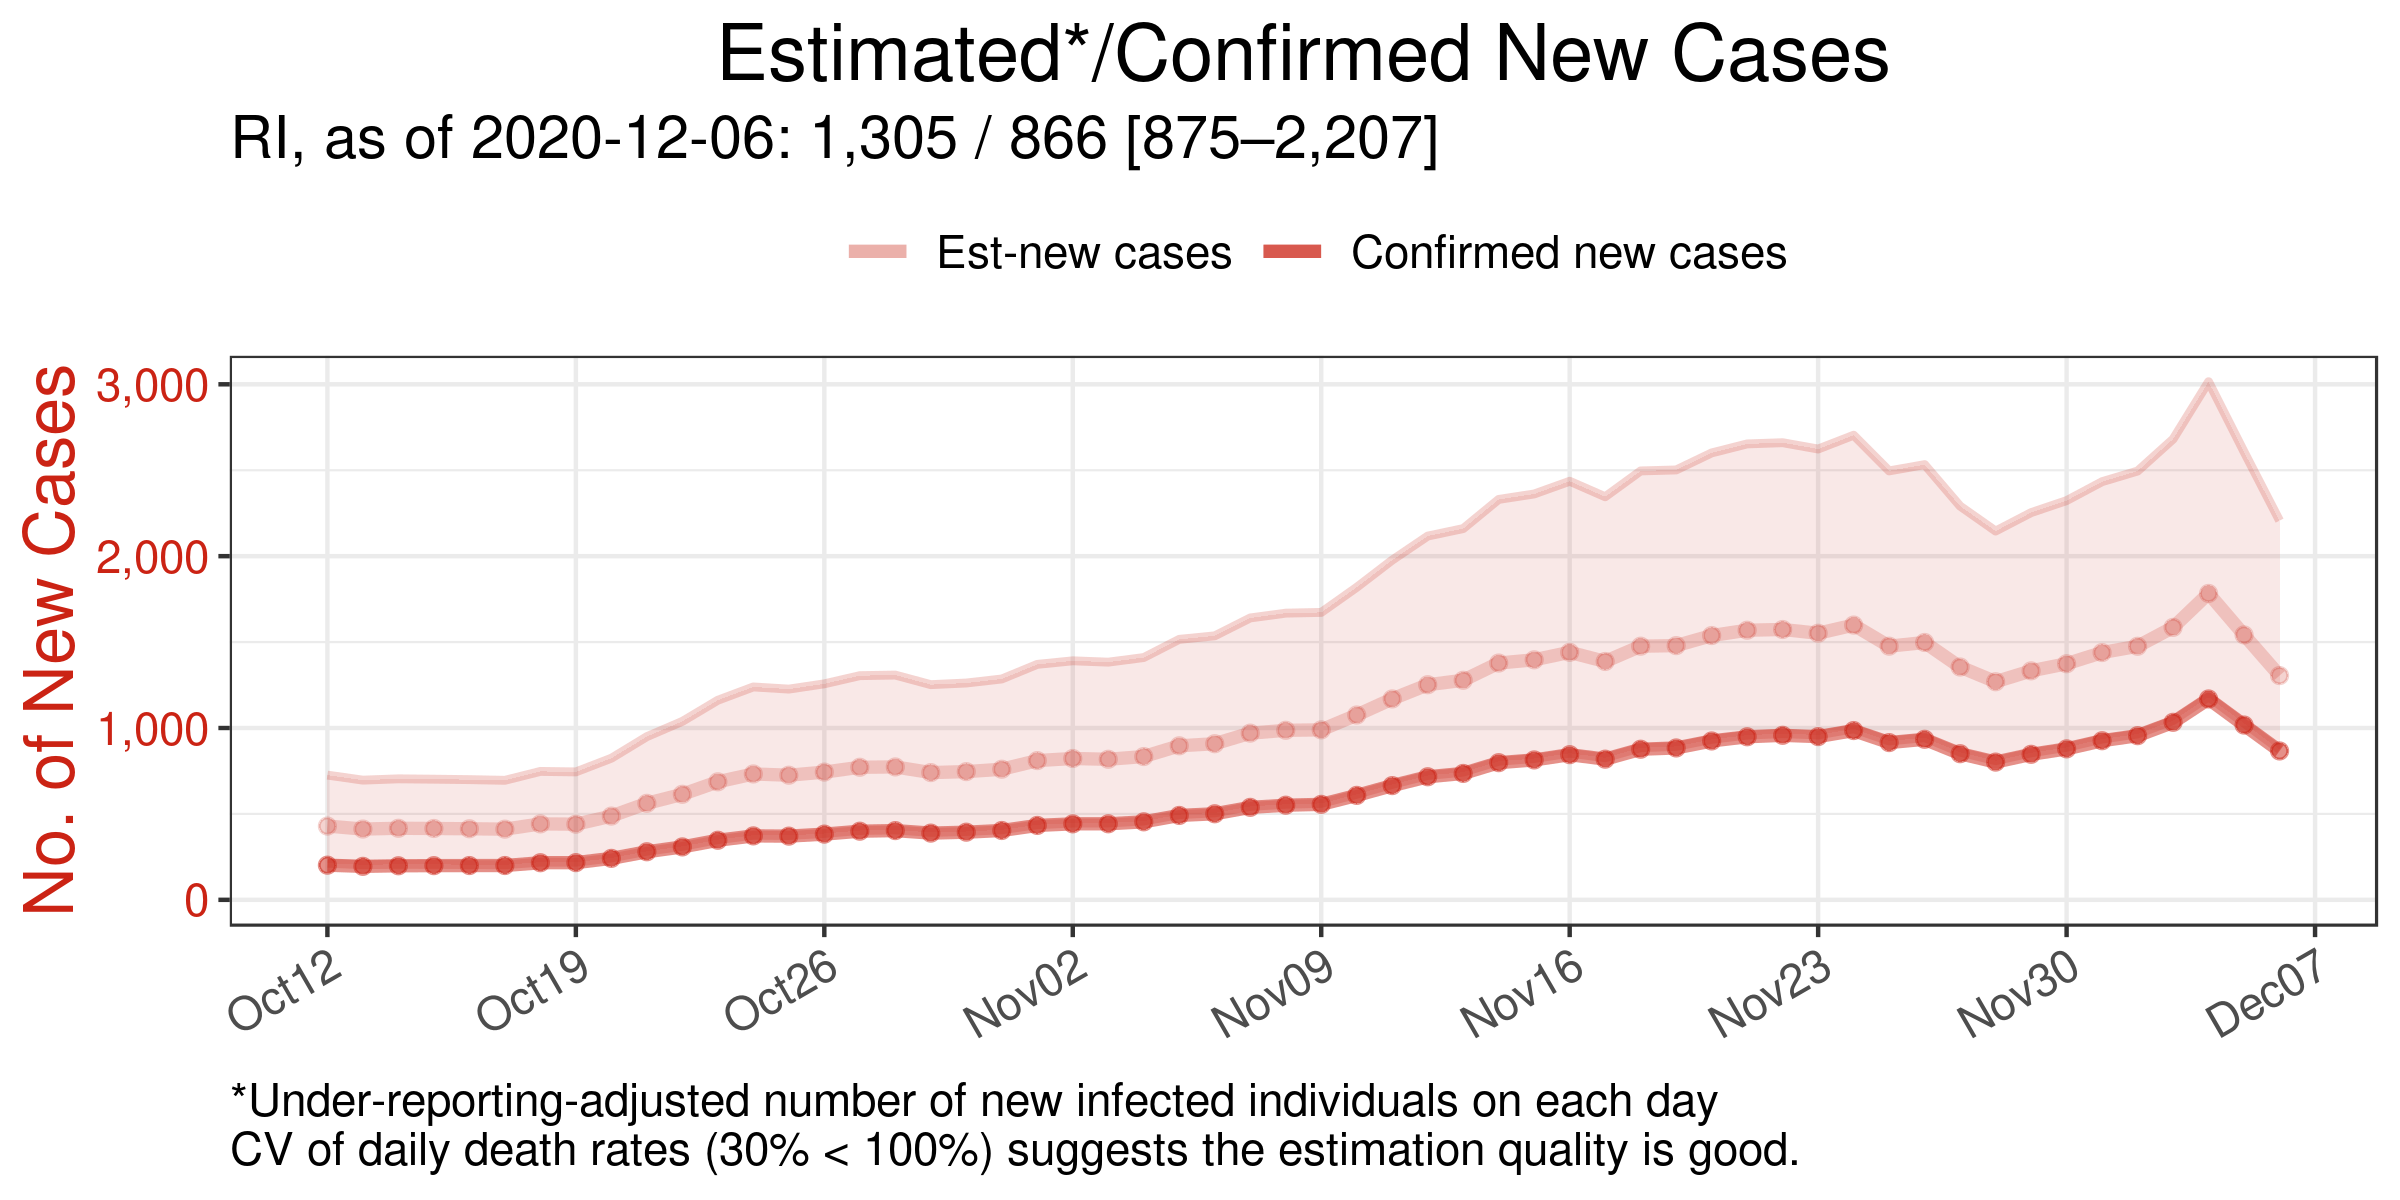 Estimated*/Confirmed New Cases
RI, as of 2020-12-06: 1,305 / 866 [875–2,207]
Est-new cases
Confirmed new cases
No. of New Cases
3,000
2,000
1,000
0
Oct12
Oct19
Oct26
Nov02
Nov09
Nov16
Nov23
Nov30
Dec07
*Under-reporting-adjusted number of new infected individuals on each day
CV of daily death rates (30% < 100%) suggests the estimation quality is good.